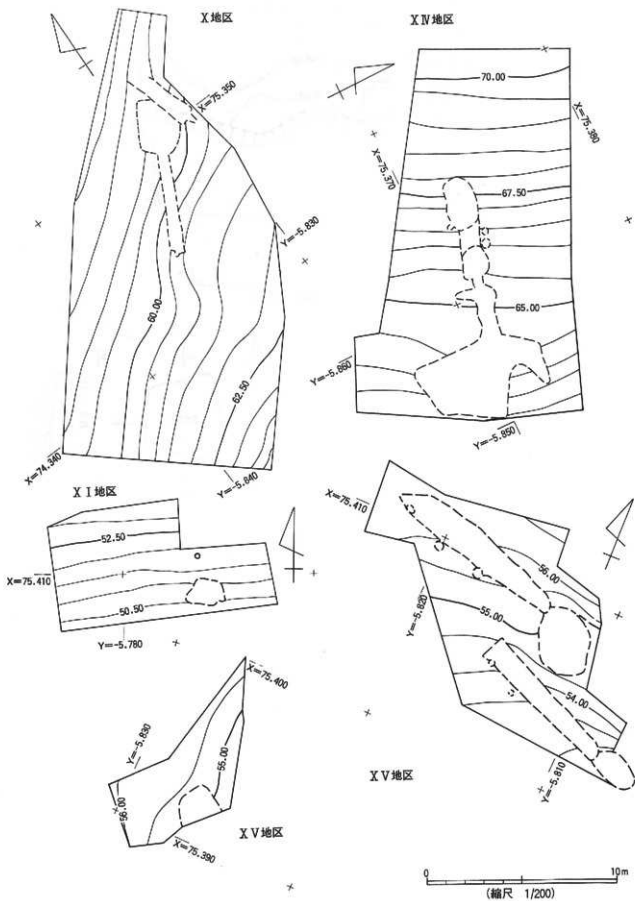 X地区
X=75.350
Y=-5.830
60.00
62.50
X=74.340
Y=-5.840
XIV地区
70.00
X=75.380
X=75.370
67.50
65.00
Y=-5.860
Y=-5.850
XI地区
52.50
X=75.410
50.50
Y=-5.780
X=75.410
56.00
55.00
Y=-5.820
54.00
Y=-5.810
XV地区
X=75.400
Y=-5.830
55.00
56.00
XV地区
X=75.390
0 10m
(縮尺 1/200)